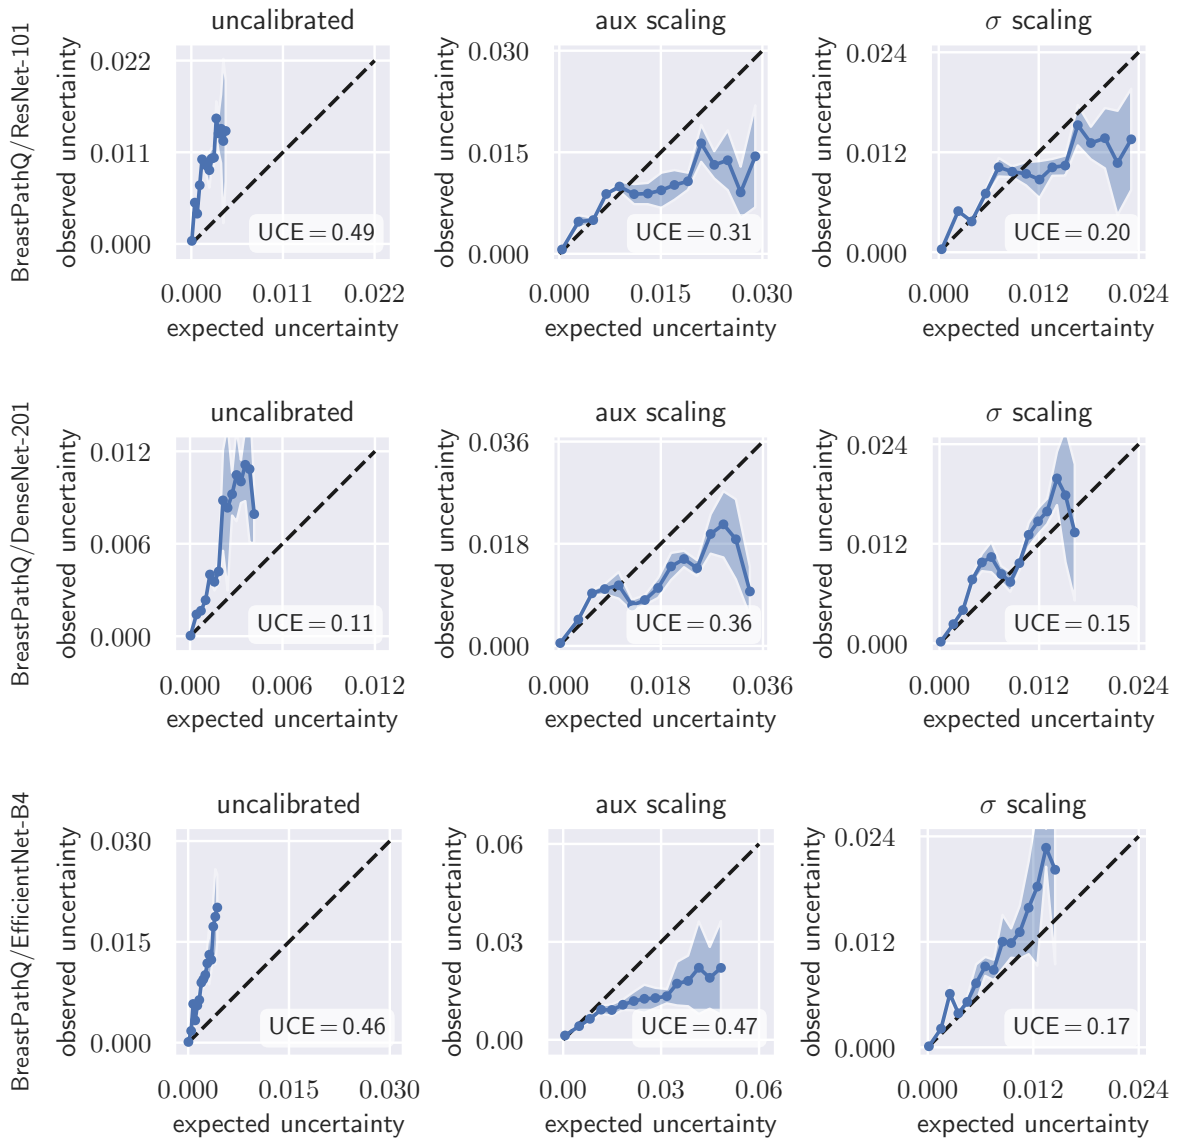 BreastPathQ/ResNet-101
uncalibrated
observed uncertainty
0.022
0.011
0.000
UCE = 0.49
0.000 0.011 0.022
expected uncertainty
aux scaling
observed uncertainty
0.030
0.015
0.000
UCE = 0.31
0.000 0.015 0.030
expected uncertainty
σ scaling
observed uncertainty
0.024
0.012
0.000
UCE = 0.20
0.000 0.012 0.024
expected uncertainty
BreastPathQ/DenseNet-201
uncalibrated
observed uncertainty
0.012
0.006
0.000
UCE = 0.11
0.000 0.006 0.012
expected uncertainty
aux scaling
observed uncertainty
0.036
0.018
0.000
UCE = 0.36
0.000 0.018 0.036
expected uncertainty
σ scaling
observed uncertainty
0.024
0.012
0.000
UCE = 0.15
0.000 0.012 0.024
expected uncertainty
BreastPathQ/EfficientNet-B4
uncalibrated
observed uncertainty
0.030
0.015
0.000
UCE = 0.46
0.000 0.015 0.030
expected uncertainty
aux scaling
observed uncertainty
0.06
0.03
0.00
UCE = 0.47
0.00 0.03 0.06
expected uncertainty
σ scaling
observed uncertainty
0.024
0.012
0.000
UCE = 0.17
0.000 0.012 0.024
expected uncertainty